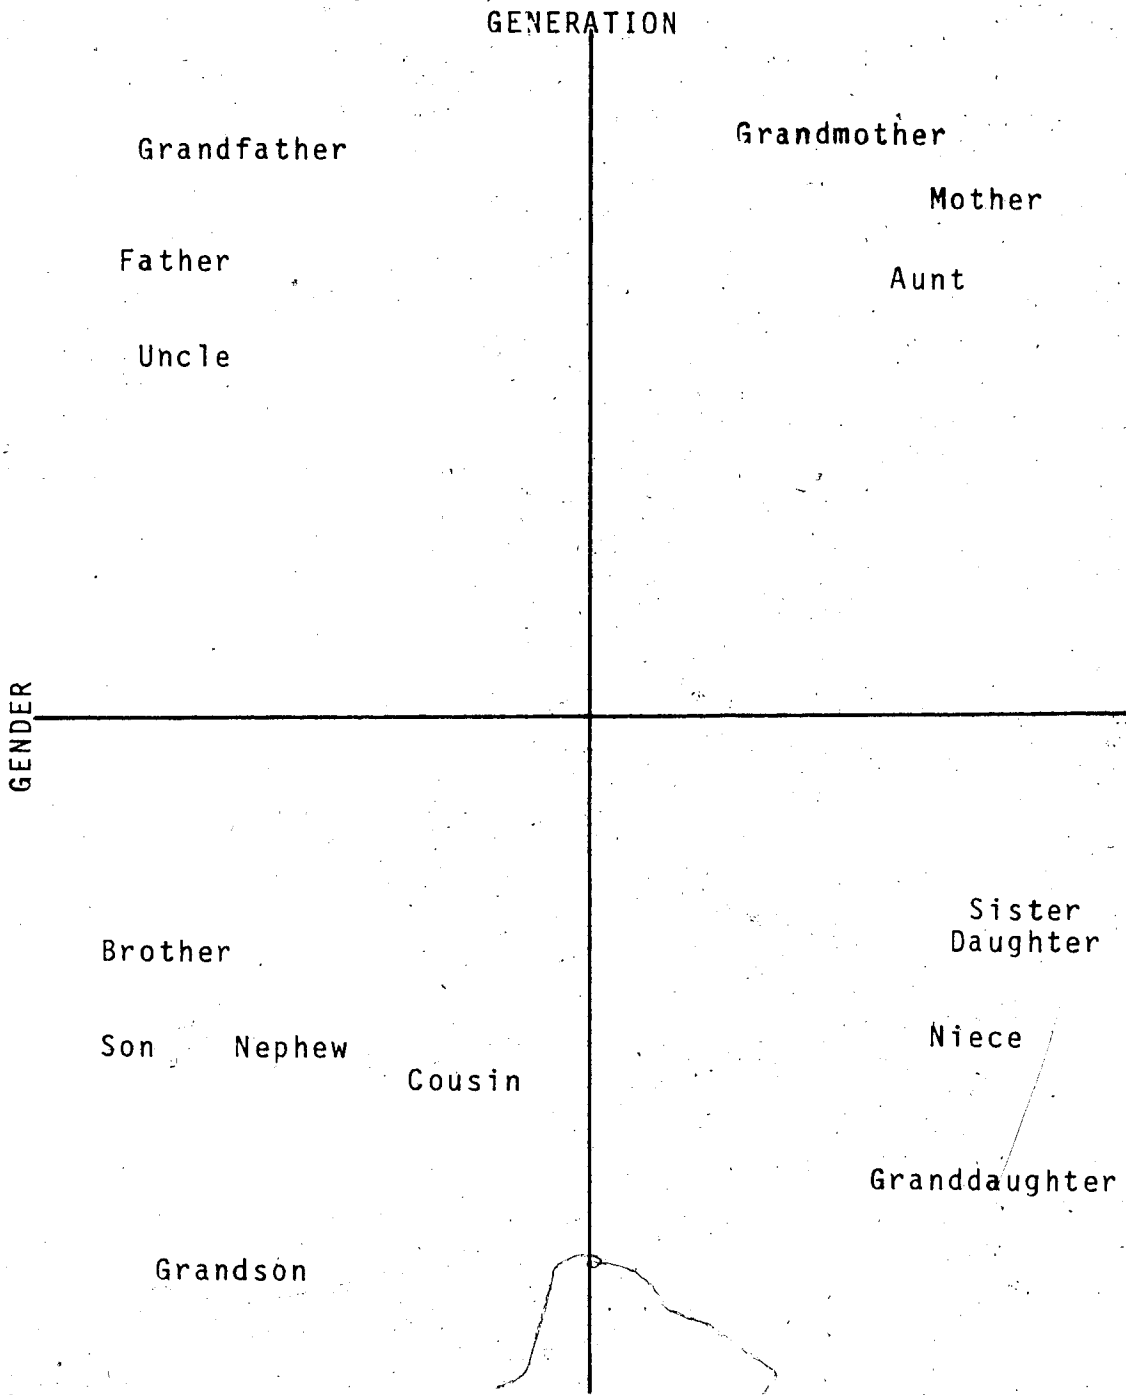 GENERATION
Grandfather
Grandmother
Mother
Father
Aunt
Uncle
GENDER
Brother
Sister
Daughter
Son
Nephew
Niece
Cousin
Granddaughter
Grandson